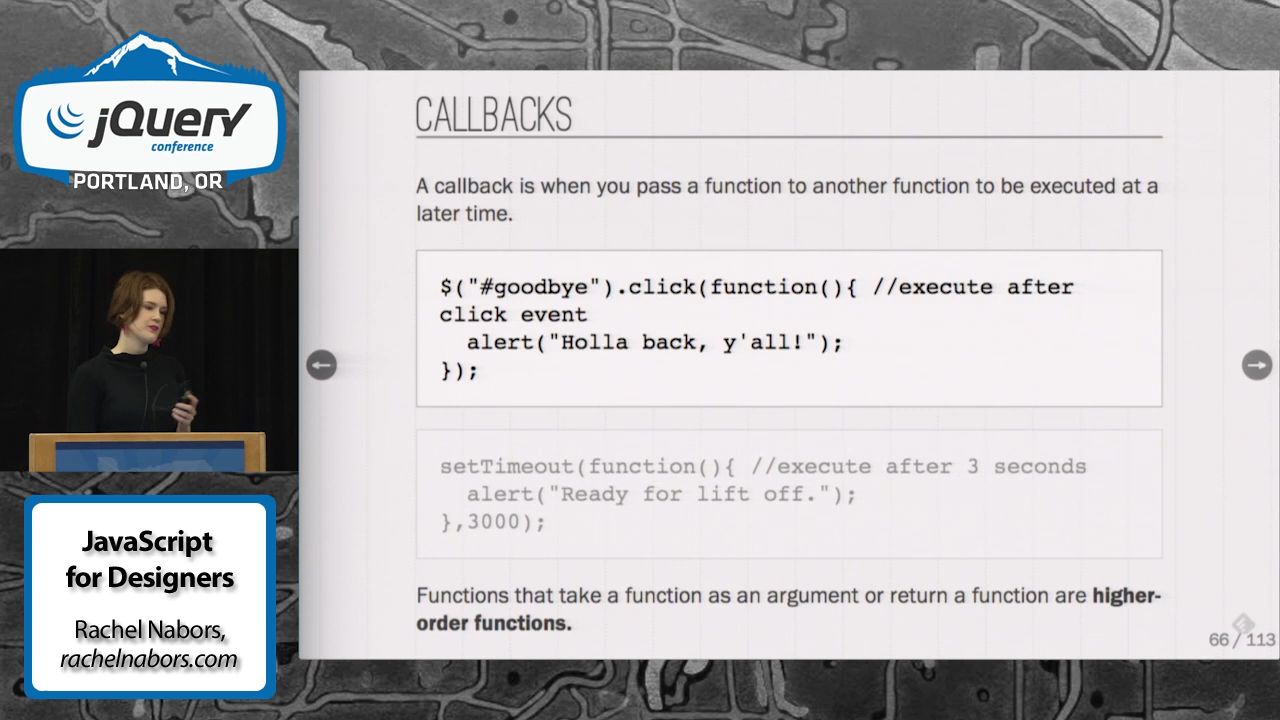 jQuery
conference
PORTLAND, OR
JavaScript
for Designers
Rachel Nabors,
rachelnabors.com
CALLBACKS
A callback is when you pass a function to another function to be executed at a
later time.
$("#goodbye").click(function(){ //execute after
click event
  alert("Holla back, y'all!");
});
setTimeout(function(){ //execute after 3 seconds
  alert("Ready for lift off.");
},3000);
Functions that take a function as an argument or return a function are higher-
order functions.
66 / 113